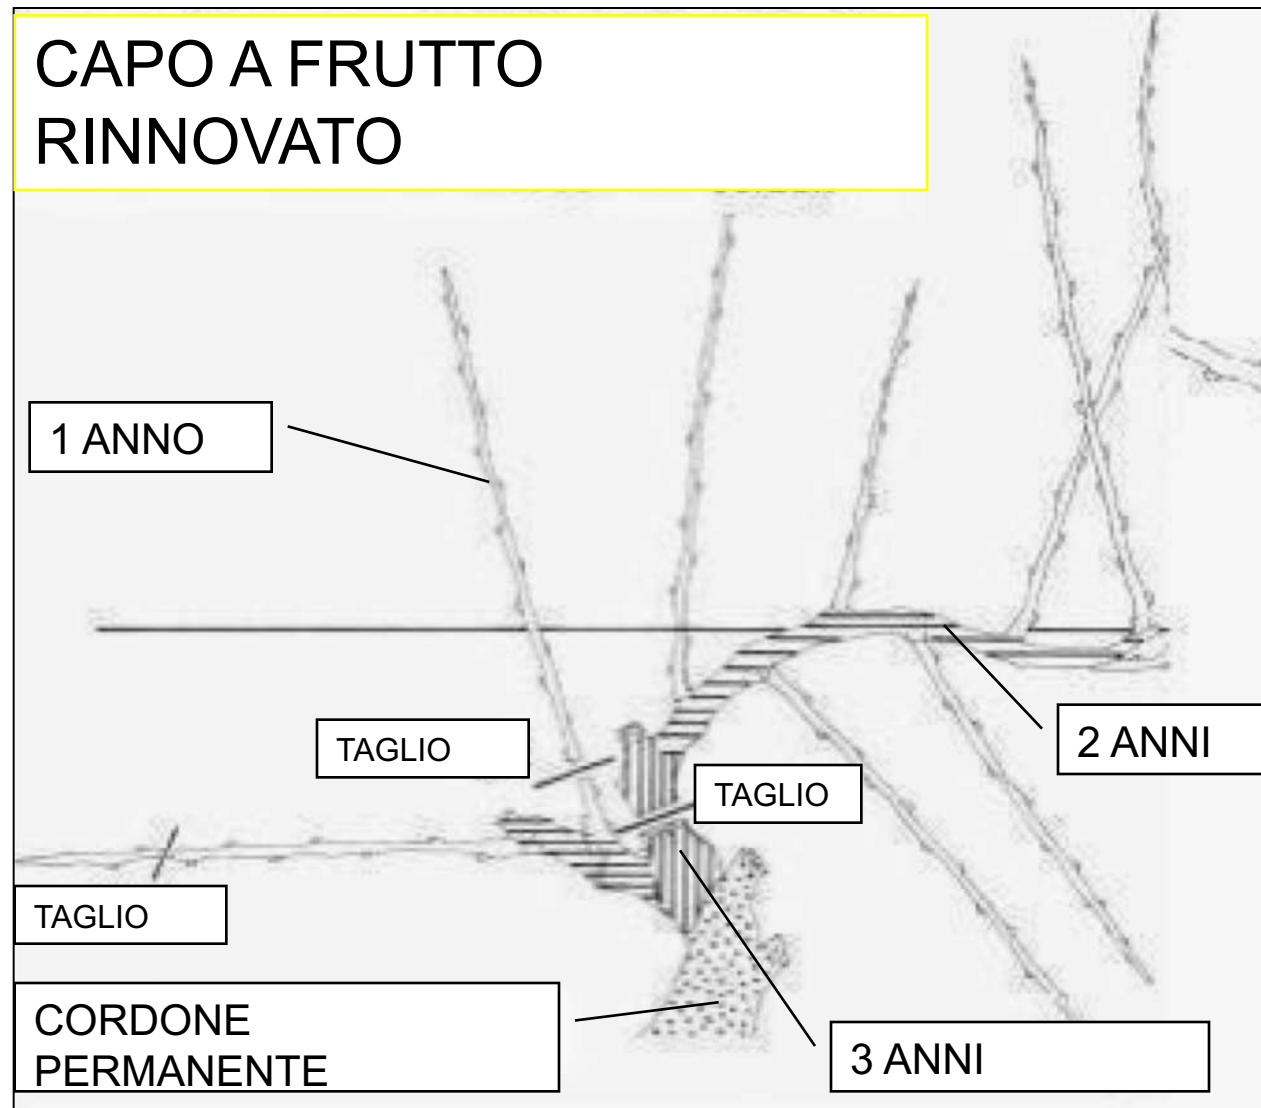 CAPO A FRUTTO
RINNOVATO
1 ANNO
TAGLIO
TAGLIO
2 ANNI
TAGLIO
CORDONE
PERMANENTE
3 ANNI